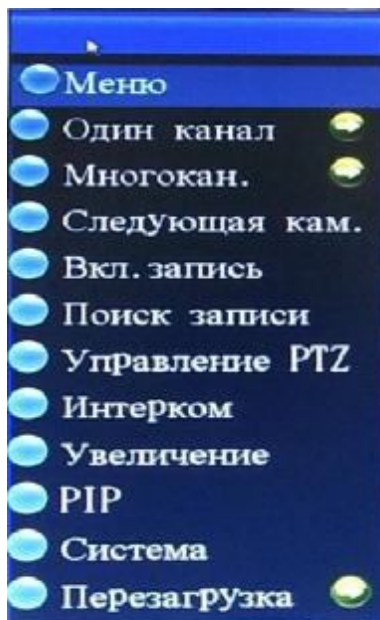 Меню
Один канал
Многокан.
Следующая кам.
Вкл.запись
Поиск записи
Управление PTZ
Интерком
Увеличение
PIP
Система
Перезагрузка